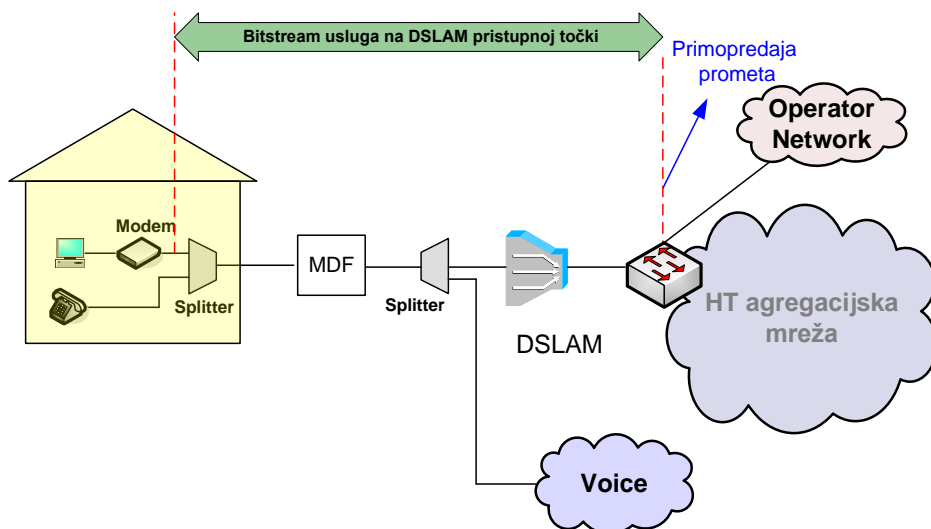 Bitstream usluga na DSLAM pristupnoj točki
Primopredaja
prometa
Operator
Network
Modem
Splitter
MDF
Splitter
DSLAM
HT agregacijska
mreža
Voice